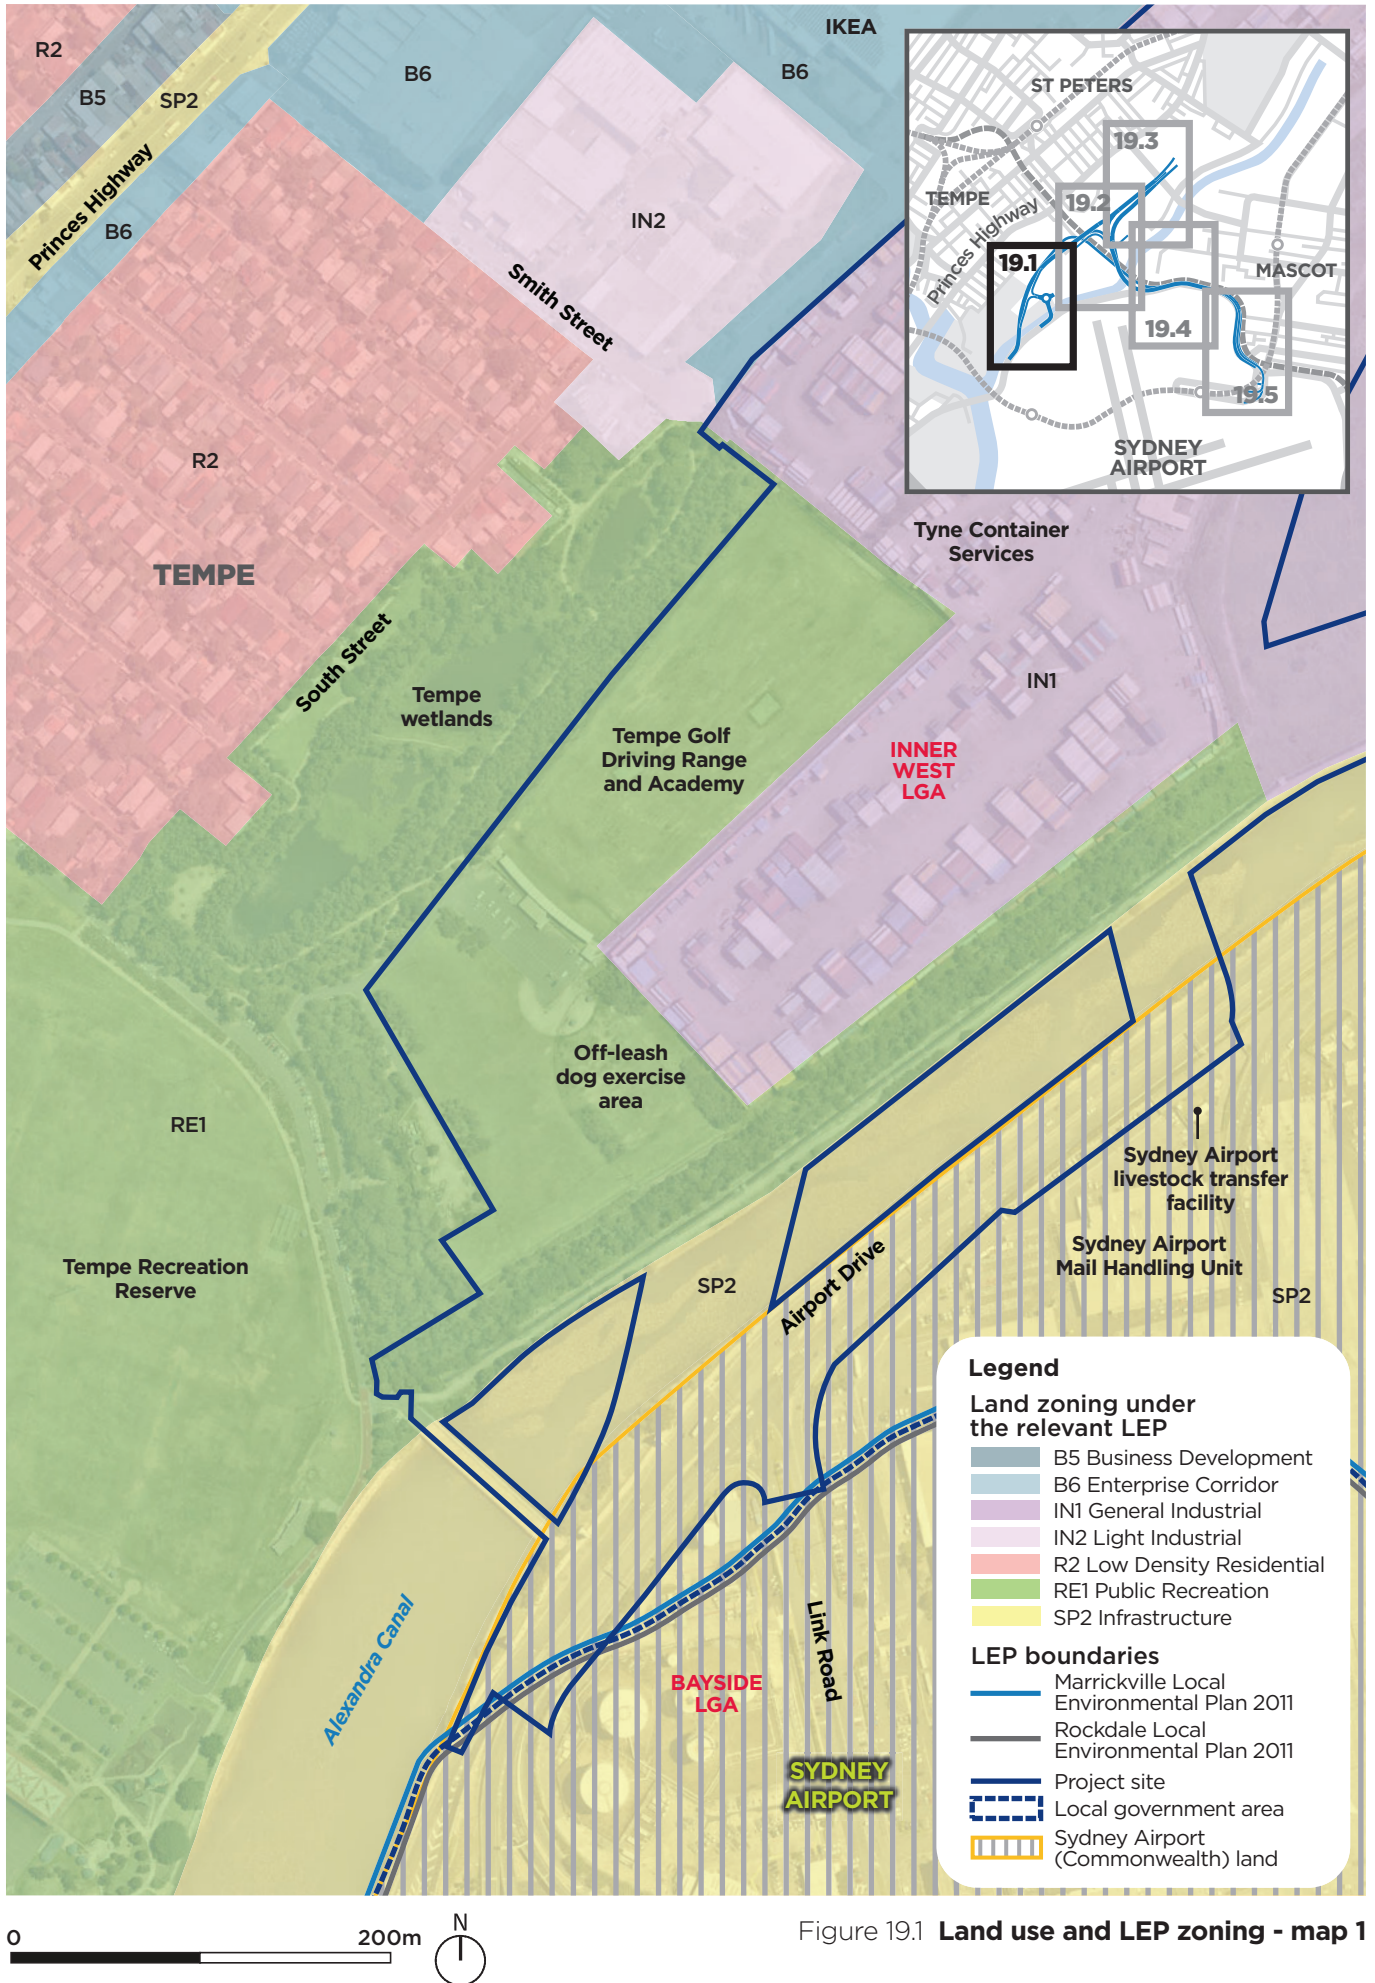 IKEA
R2
B5
SP2
B6
B6
Princes Highway
B6
IN2
Smith Street
R2
TEMPE
South Street
Tempe
wetlands
Tempe Golf
Driving Range
and Academy
Tyne Container
Services
IN1
INNER
WEST
LGA
Off-leash
dog exercise
area
RE1
Tempe Recreation
Reserve
SP2
Airport Drive
Sydney Airport
livestock transfer
facility
Sydney Airport
Mail Handling Unit
SP2
Alexandra Canal
Link Road
BAYSIDE
LGA
SYDNEY
AIRPORT
ST PETERS
19.3
TEMPE
19.2
Princes Highway
19.1
MASCOT
19.4
19.5
SYDNEY
AIRPORT
Legend
Land zoning under
the relevant LEP
B5 Business Development
B6 Enterprise Corridor
IN1 General Industrial
IN2 Light Industrial
R2 Low Density Residential
RE1 Public Recreation
SP2 Infrastructure
LEP boundaries
Marrickville Local
Environmental Plan 2011
Rockdale Local
Environmental Plan 2011
Project site
Local government area
Sydney Airport
(Commonwealth) land
0
200m
N
Figure 19.1 Land use and LEP zoning - map 1